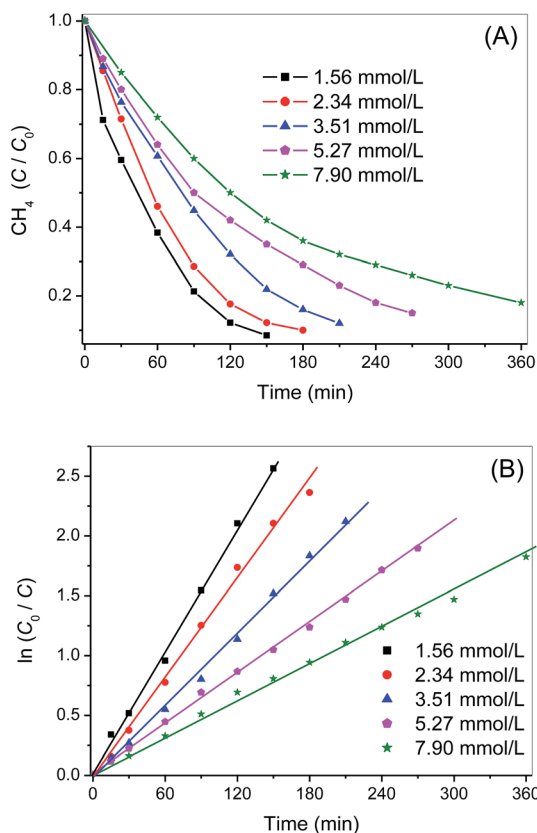 (A)
1.56 mmol/L
2.34 mmol/L
3.51 mmol/L
5.27 mmol/L
7.90 mmol/L
CH₄ (C / C₀)
1.0
0.8
0.6
0.4
0.2
0 60 120 180 240 300 360
Time (min)
(B)
ln (C₀ / C)
2.5
2.0
1.5
1.0
0.5
0.0
1.56 mmol/L
2.34 mmol/L
3.51 mmol/L
5.27 mmol/L
7.90 mmol/L
0 60 120 180 240 300 360
Time (min)